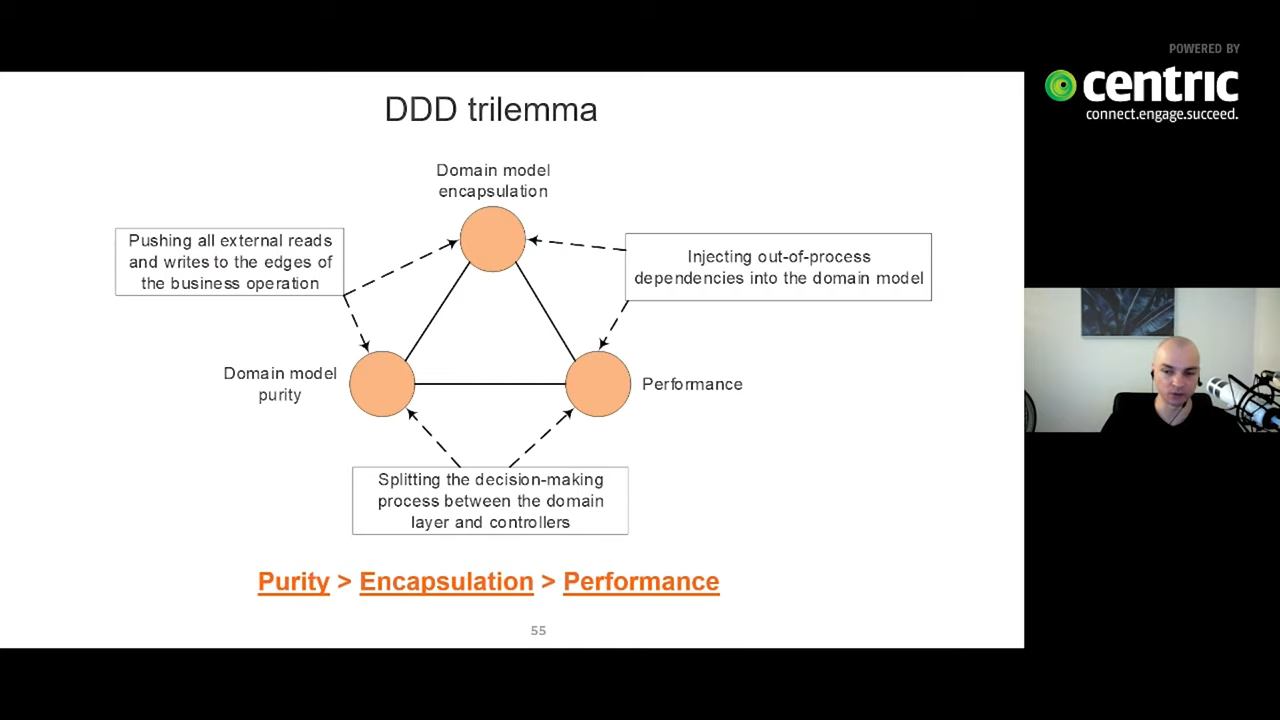 POWERED BY
centric
connect.engage.succeed.
DDD trilemma
Domain model
encapsulation
Pushing all external reads
and writes to the edges of
the business operation
Injecting out-of-process
dependencies into the domain model
Domain model
purity
Performance
Splitting the decision-making
process between the domain
layer and controllers
Purity > Encapsulation > Performance
55